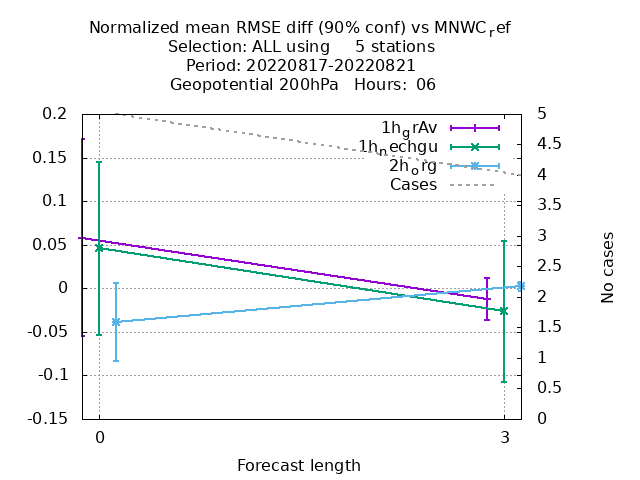 Normalized mean RMSE diff (90% conf) vs MNWC_ref
Selection: ALL using     5 stations
Period: 20220817-20220821
Geopotential 200hPa   Hours:  06
0.2
0.15
0.1
0.05
0
-0.05
-0.1
-0.15
5
4.5
4
3.5
3
2.5
2
1.5
1
0.5
0
1h_grAv
1h_nechgu
2h_org
Cases
No cases
0
3
Forecast length